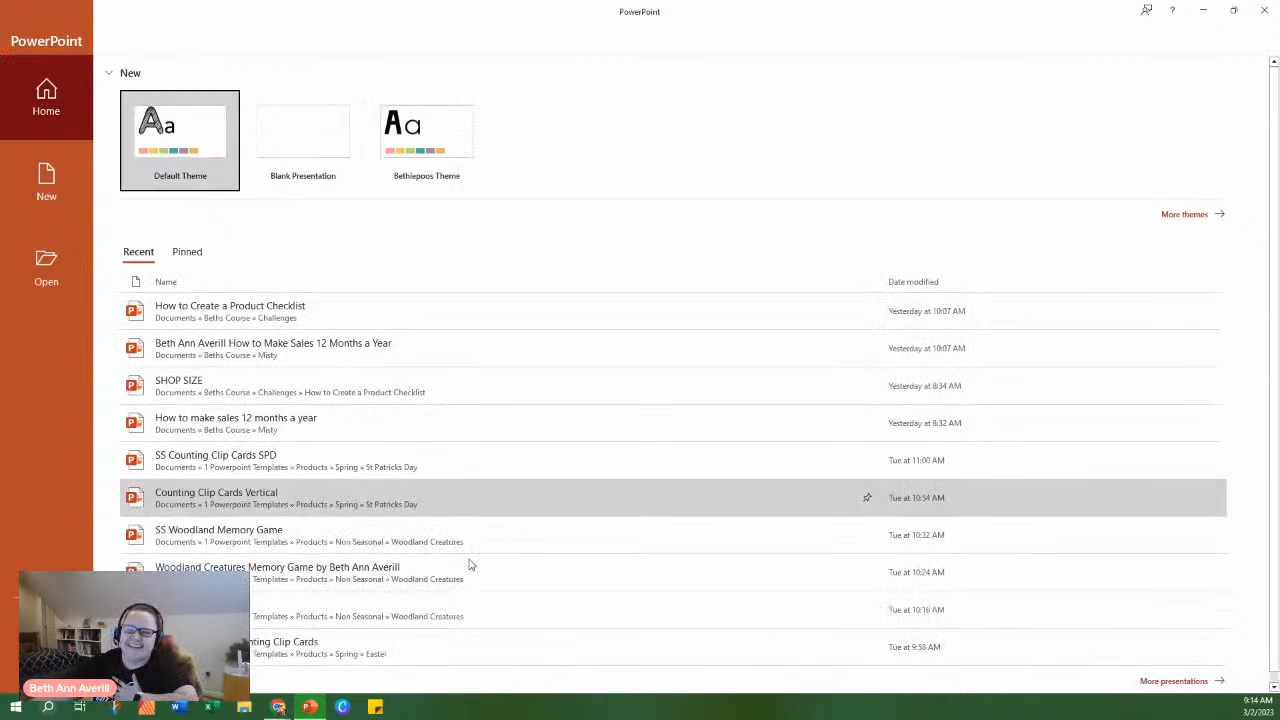 PowerPoint
PowerPoint
Home
New
Open
New
Aa
Aa
Default Theme
Blank Presentation
Bethiepoos Theme
More themes
Recent
Pinned
Name
Date modified
How to Create a Product Checklist
Documents » Beths Course » Challenges
Yesterday at 10:07 AM
Beth Ann Averill How to Make Sales 12 Months a Year
Documents » Beths Course » Misty
Yesterday at 10:07 AM
SHOP SIZE
Documents » Beths Course » Challenges » How to Create a Product Checklist
Yesterday at 8:34 AM
How to make sales 12 months a year
Documents » Beths Course » Misty
Yesterday at 8:32 AM
SS Counting Clip Cards SPD
Documents » 1 Powerpoint Templates » Products » Spring » St Patricks Day
Tue at 11:00 AM
Counting Clip Cards Vertical
Documents » 1 Powerpoint Templates » Products » Spring » St Patricks Day
Tue at 10:54 AM
SS Woodland Memory Game
Documents » 1 Powerpoint Templates » Products » Non Seasonal » Woodland Creatures
Tue at 10:32 AM
Woodland Creatures Memory Game by Beth Ann Averill
Templates » Products » Non Seasonal » Woodland Creatures
Tue at 10:24 AM
Templates » Products » Non Seasonal » Woodland Creatures
Tue at 10:16 AM
nting Clip Cards
Templates » Products » Spring » Easter
Tue at 9:58 AM
Beth Ann Averill
More presentations
9:14 AM
3/2/2023